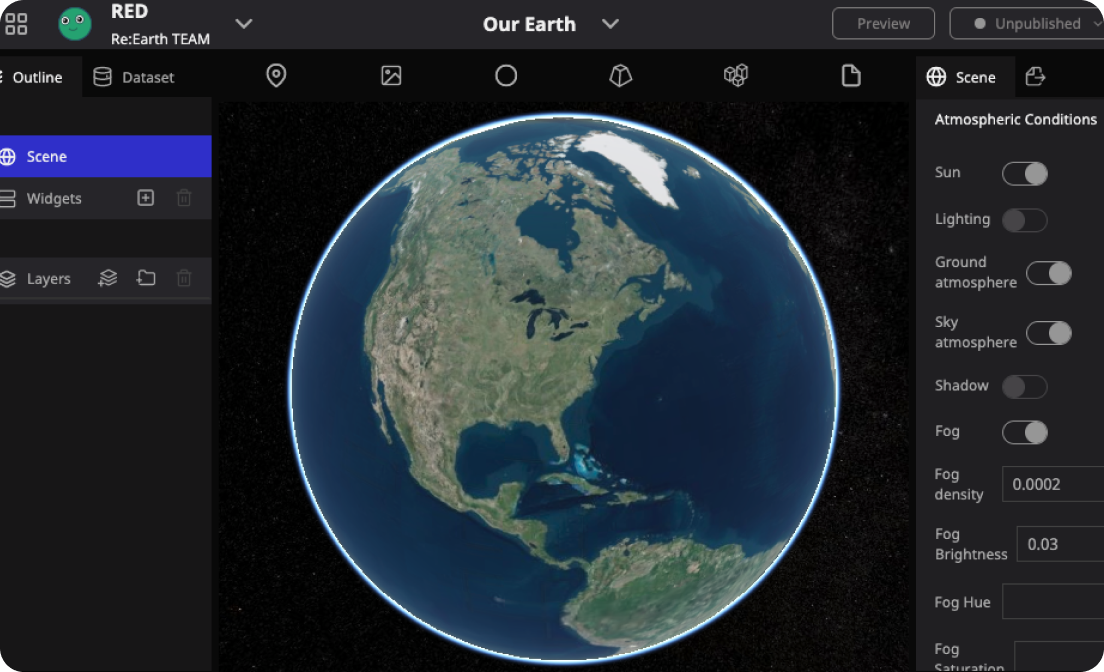 RED
Re:Earth TEAM
Our Earth
Preview
Unpublished
Outline
Dataset
Scene
Scene
Widgets
Layers
Atmospheric Conditions
Sun
Lighting
Ground
atmosphere
Sky
atmosphere
Shadow
Fog
Fog
density
0.0002
Fog
Brightness
0.03
Fog Hue
Fog
Saturation